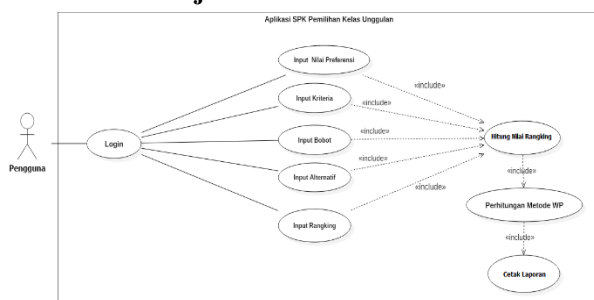 Aplikasi SPK Pemilihan Kelas Unggulan
Input Nilai Preferensi
«include»
Input Kriteria
«include»
Login
Input Bobot
«include»
Hitung Nilai Rangking
Pengguna
«include»
Input Alternatif
«include»
«include»
Perhitungan Metode WP
Input Rangking
«include»
Cetak Laporan